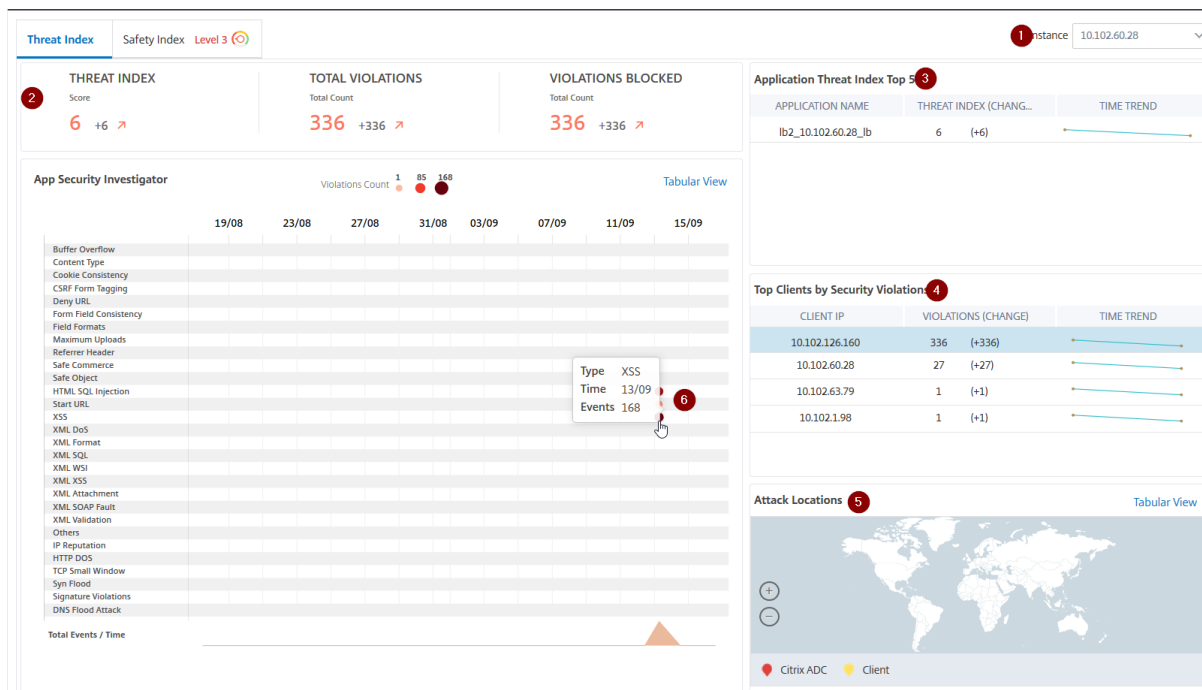 Threat Index
Safety Index Level 3
1 nstance 10.102.60.28
2
THREAT INDEX
Score
6 +6
TOTAL VIOLATIONS
Total Count
336 +336
VIOLATIONS BLOCKED
Total Count
336 +336
Application Threat Index Top 5 3
APPLICATION NAME THREAT INDEX (CHANG... TIME TREND
lb2_10.102.60.28_lb 6 (+6)
App Security Investigator
Violations Count 1 85 168
Tabular View
19/08 23/08 27/08 31/08 03/09 07/09 11/09 15/09
Buffer Overflow
Content Type
Cookie Consistency
CSRF Form Tagging
Deny URL
Form Field Consistency
Field Formats
Maximum Uploads
Referrer Header
Safe Commerce
Safe Object
HTML SQL Injection
Start URL
XSS
XML DoS
XML Format
XML SQL
XML WSI
XML XSS
XML Attachment
XML SOAP Fault
XML Validation
Others
IP Reputation
HTTP DOS
TCP Small Window
Syn Flood
Signature Violations
DNS Flood Attack
Total Events / Time
Type XSS
Time 13/09
Events 168
6
Top Clients by Security Violation 4
CLIENT IP VIOLATIONS (CHANGE) TIME TREND
10.102.126.160 336 (+336)
10.102.60.28 27 (+27)
10.102.63.79 1 (+1)
10.102.1.98 1 (+1)
Attack Locations 5
Tabular View
Citrix ADC Client